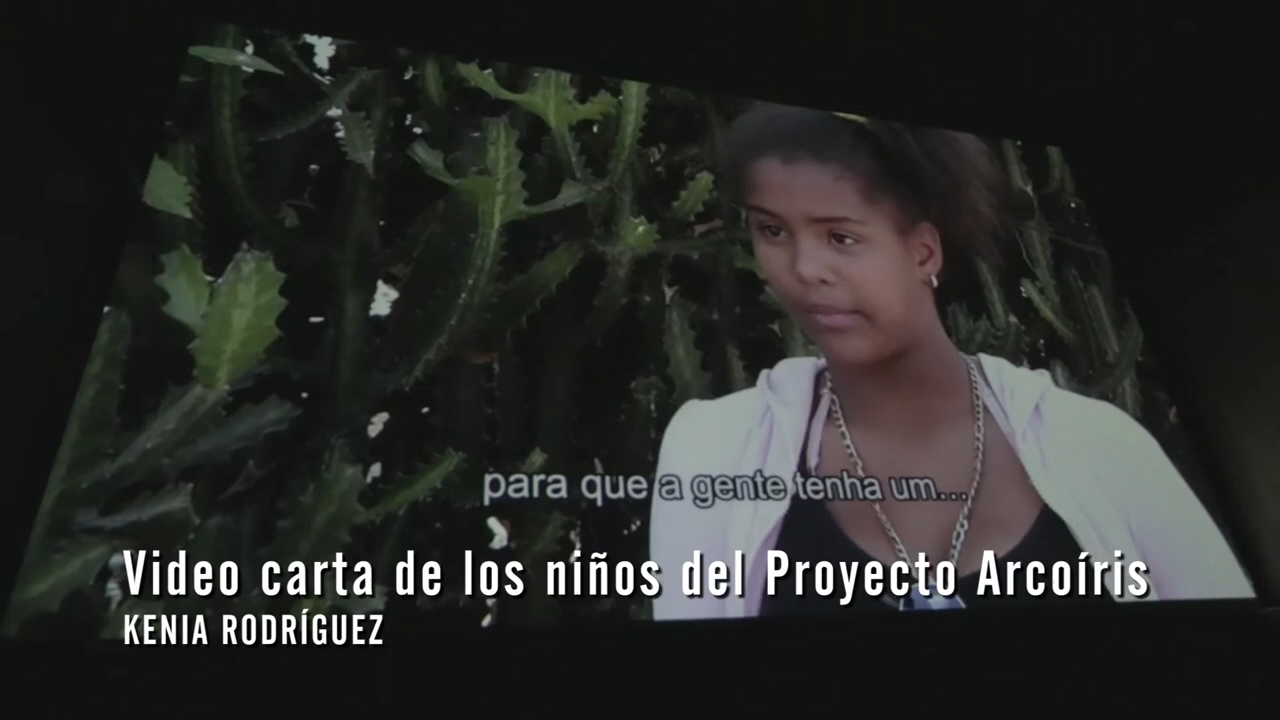 para que a gente tenha um...
Video carta de los niños del Proyecto Arcoíris
KENIA RODRÍGUEZ